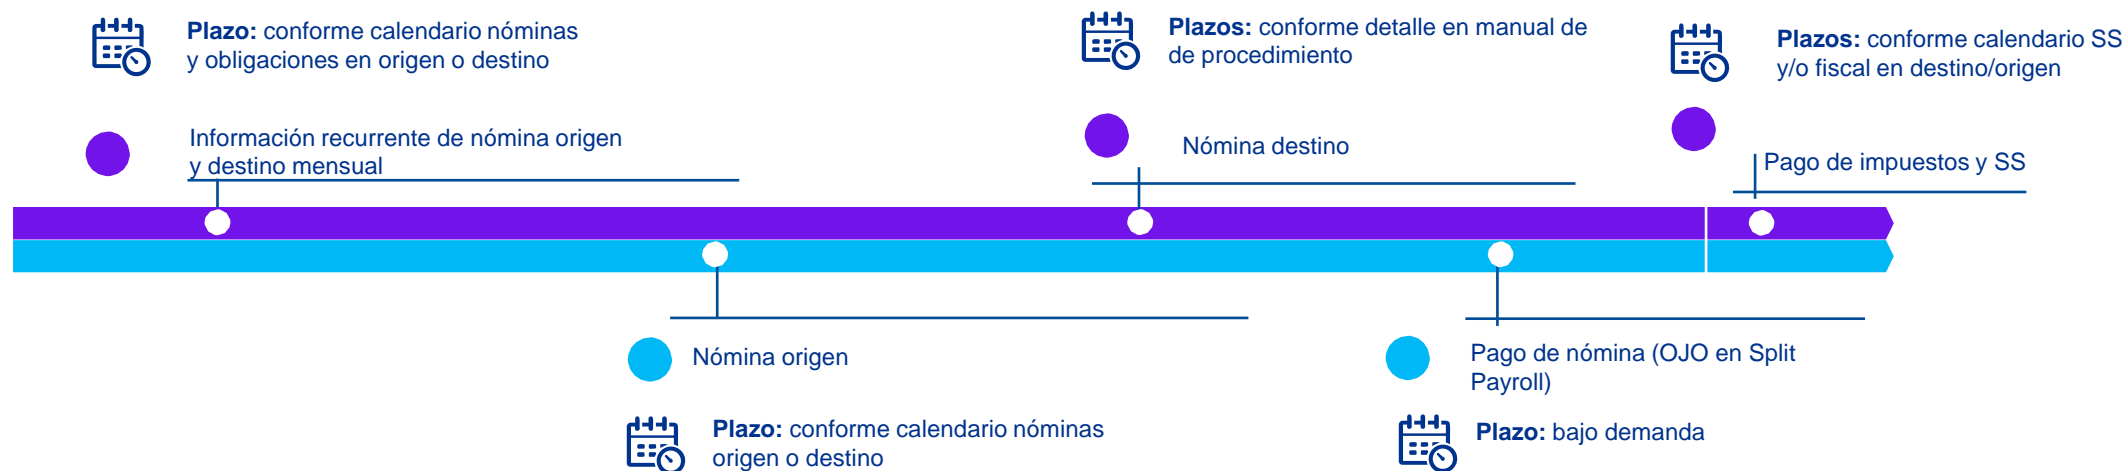 Plazo: conforme calendario nóminas
y obligaciones en origen o destino
Información recurrente de nómina origen
y destino mensual
Plazos: conforme detalle en manual de
de procedimiento
Nómina destino
Plazos: conforme calendario SS
y/o fiscal en destino/origen
Pago de impuestos y SS
Nómina origen
Plazo: conforme calendario nóminas
origen o destino
Pago de nómina (OJO en Split
Payroll)
Plazo: bajo demanda